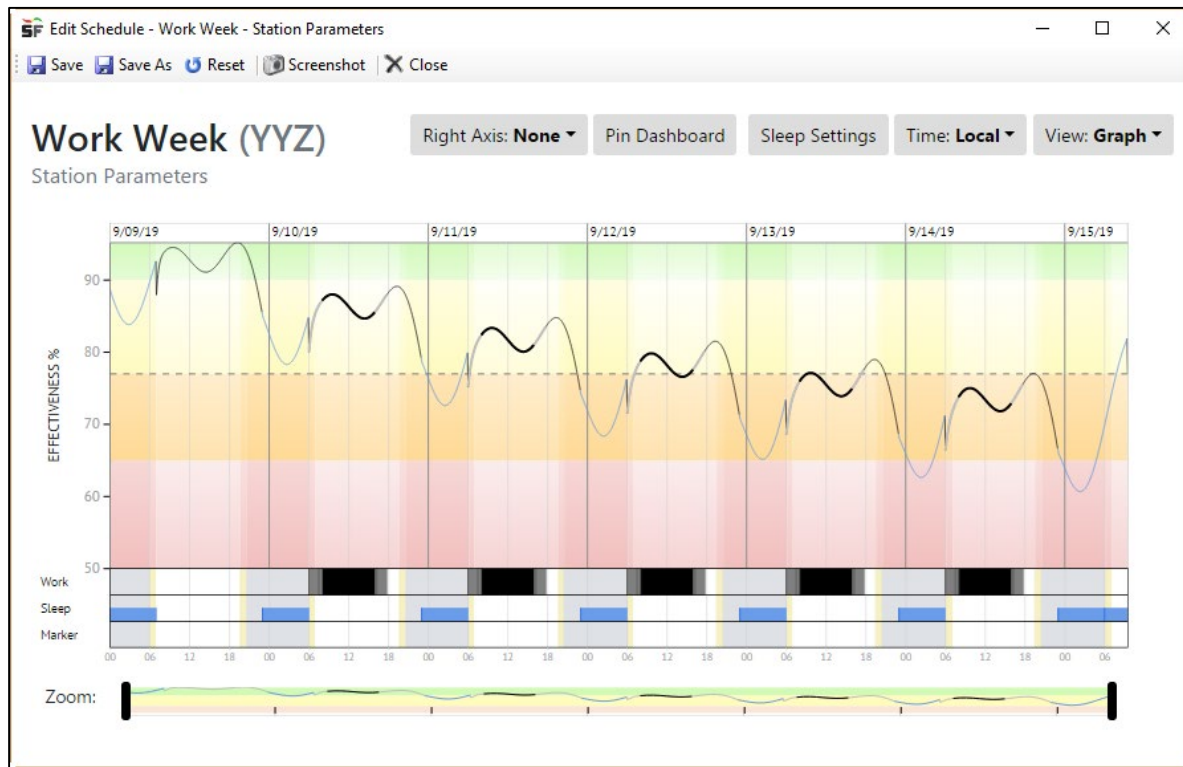 SF Edit Schedule - Work Week - Station Parameters
Save Save As Reset Screenshot Close
Work Week (YYZ)
Station Parameters
Right Axis: None Pin Dashboard Sleep Settings Time: Local View: Graph
9/09/19 9/10/19 9/11/19 9/12/19 9/13/19 9/14/19 9/15/19
EFFECTIVENESS %
90
80
70
60
50
Work
Sleep
Marker
00 06 12 18 00 06 12 18 00 06 12 18 00 06 12 18 00 06 12 18 00 06 12 18 00 06
Zoom: